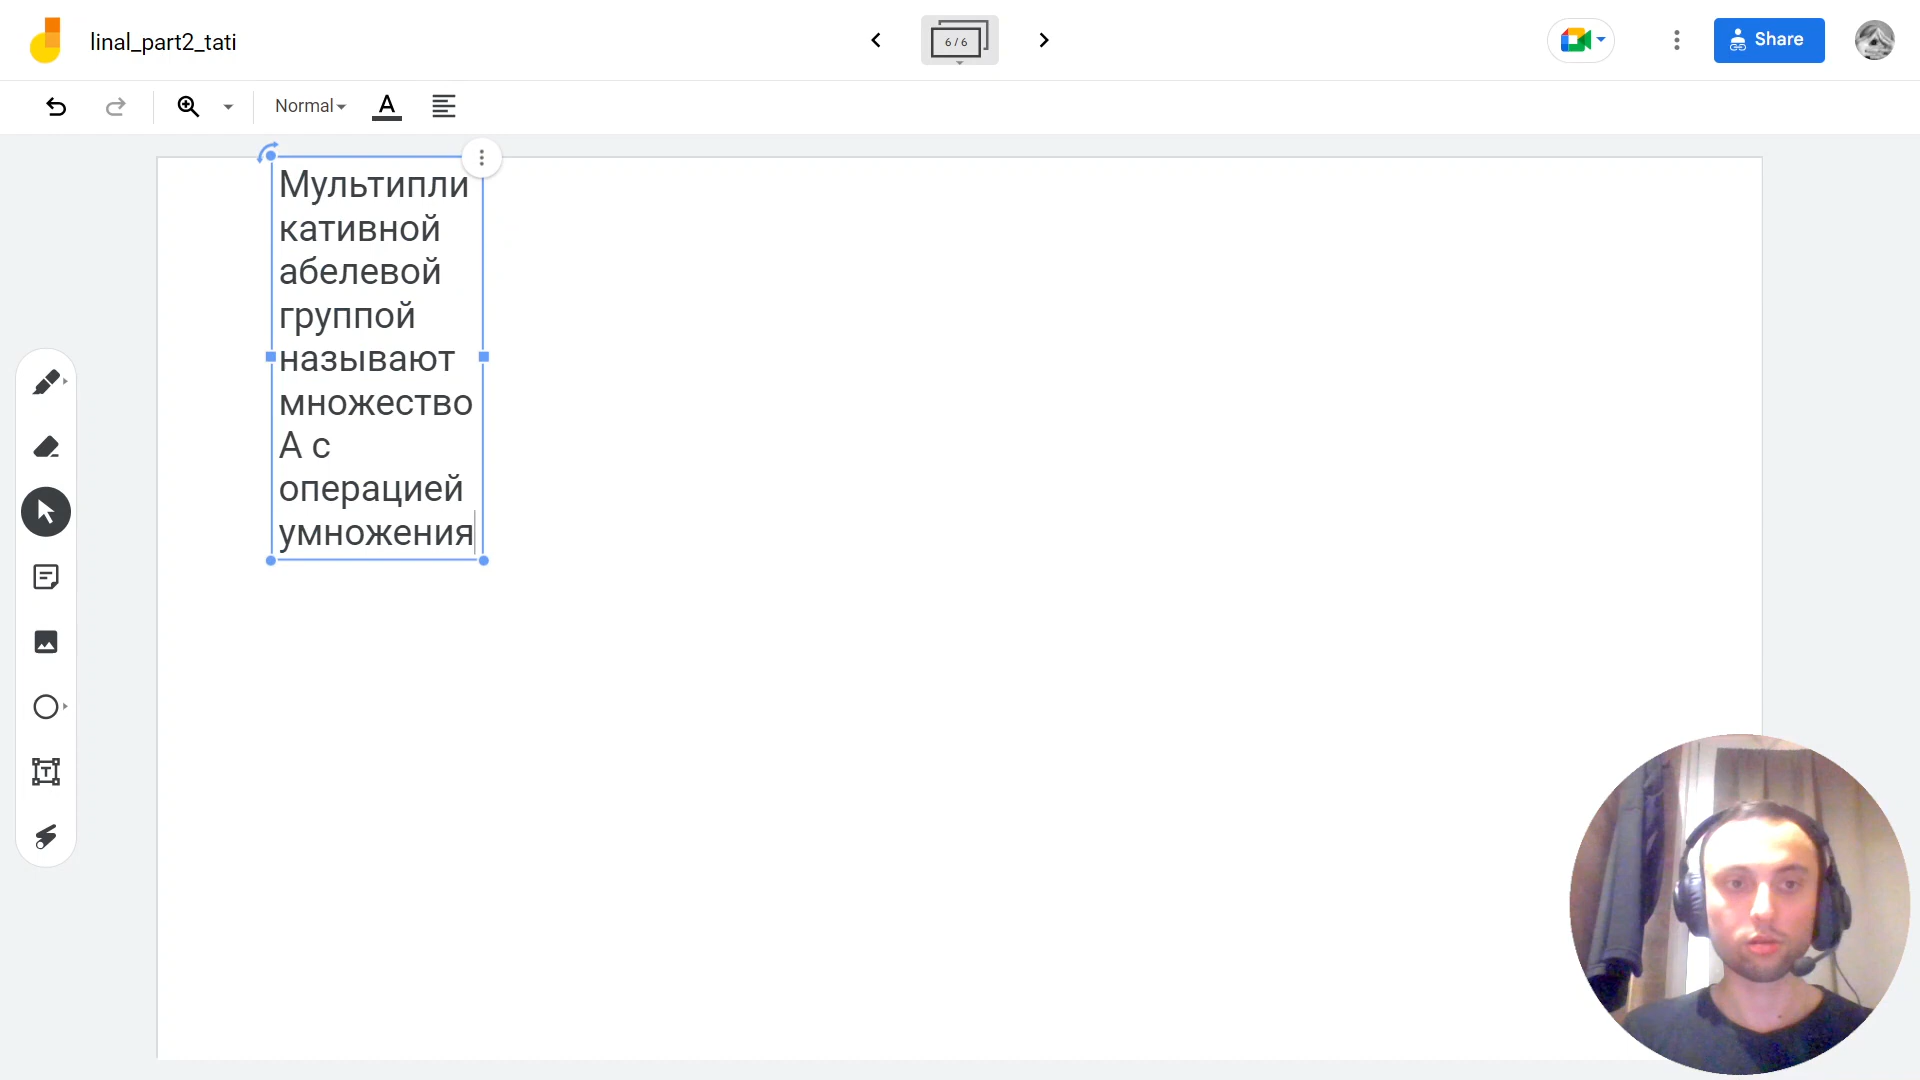 linal_part2_tati
6 / 6
Share
Normal
A
Мультипли
кативной
абелевой
группой
называют
множество
А с
операцией
умножения